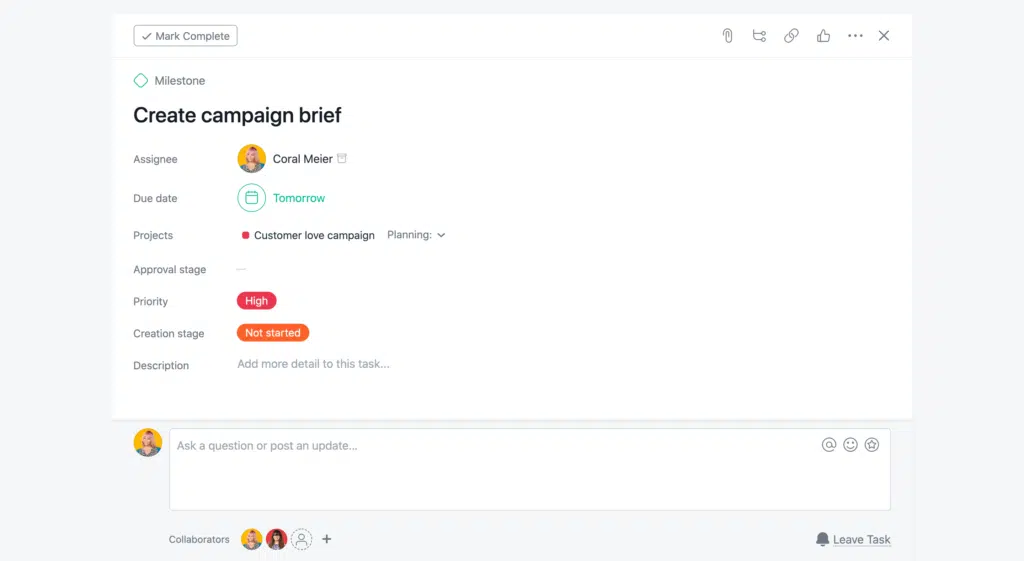 Mark Complete
Milestone
Create campaign brief
Assignee Coral Meier
Due date Tomorrow
Projects Customer love campaign Planning:
Approval stage —
Priority High
Creation stage Not started
Description Add more detail to this task...
Ask a question or post an update...
Collaborators + Leave Task